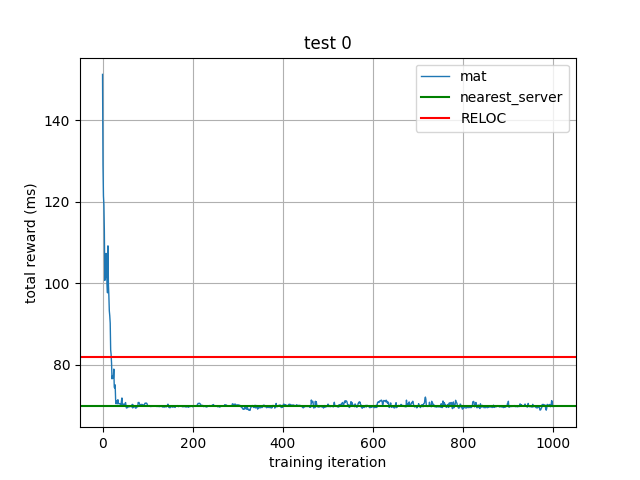 test 0
mat
nearest_server
RELOC
total reward (ms)
140
120
100
80
0
200
400
600
800
1000
training iteration